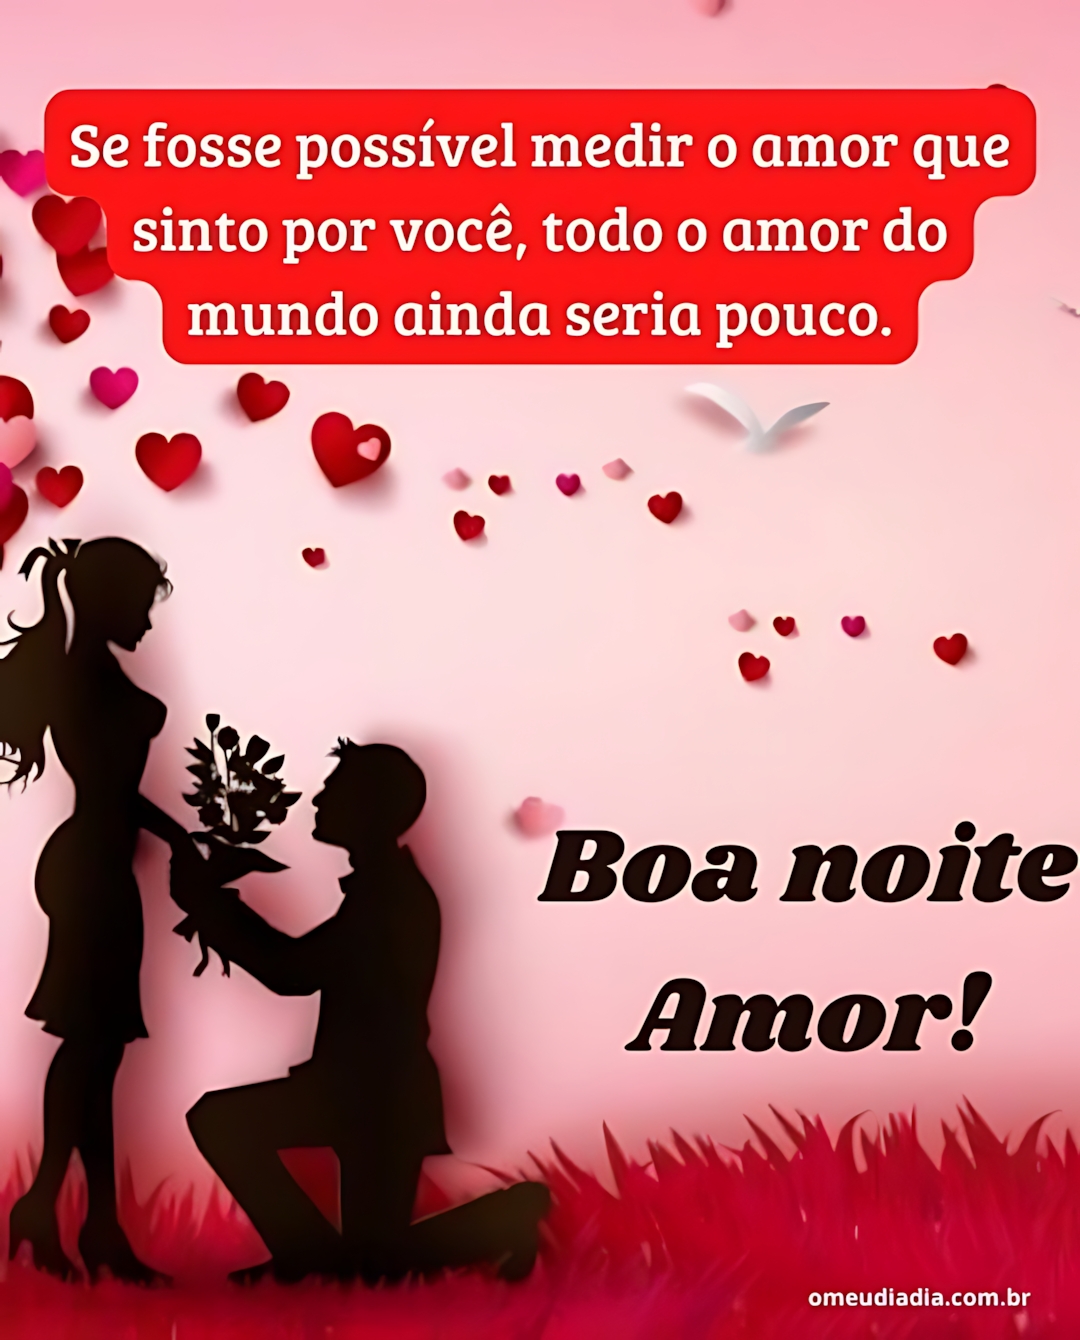 Se fosse possível medir o amor que
sinto por você, todo o amor do
mundo ainda seria pouco.
Boa noite
Amor!
omeudiadia.com.br